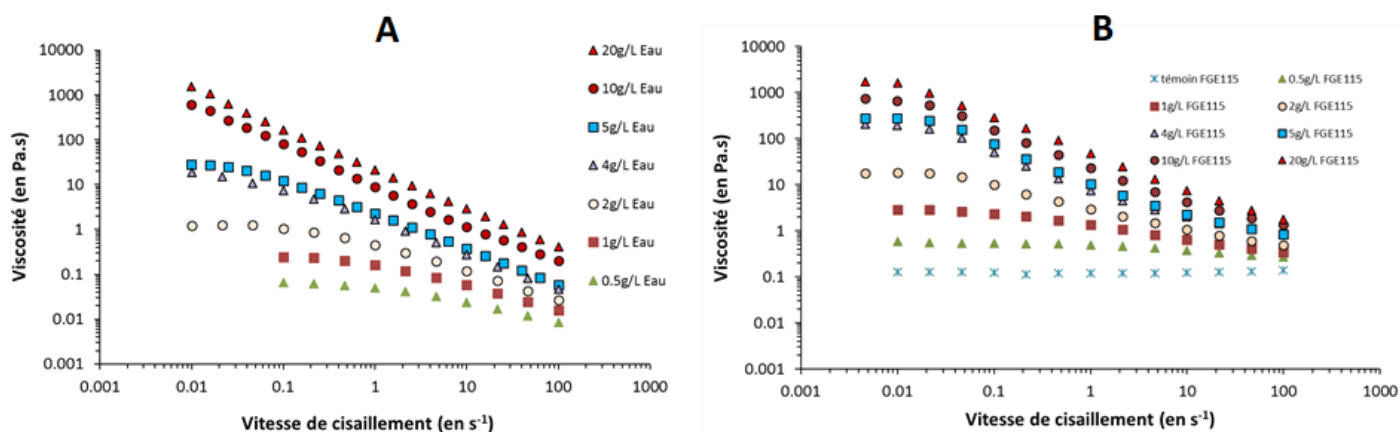 A
10000
1000
100
10
1
0.1
0.01
0.001
0.001
0.01
0.1
1
10
100
1000
Viscosité (en Pa.s)
Vitesse de cisaillement (en s⁻¹)
20g/L Eau
10g/L Eau
5g/L Eau
4g/L Eau
2g/L Eau
1g/L Eau
0.5g/L Eau
B
10000
1000
100
10
1
0.1
0.01
0.001
0.001
0.01
0.1
1
10
100
1000
Viscosité (en Pa.s)
Vitesse de cisaillement (en s⁻¹)
témoin FGE115
0.5g/L FGE115
1g/L FGE115
2g/L FGE115
4g/L FGE115
5g/L FGE115
10g/L FGE115
20g/L FGE115